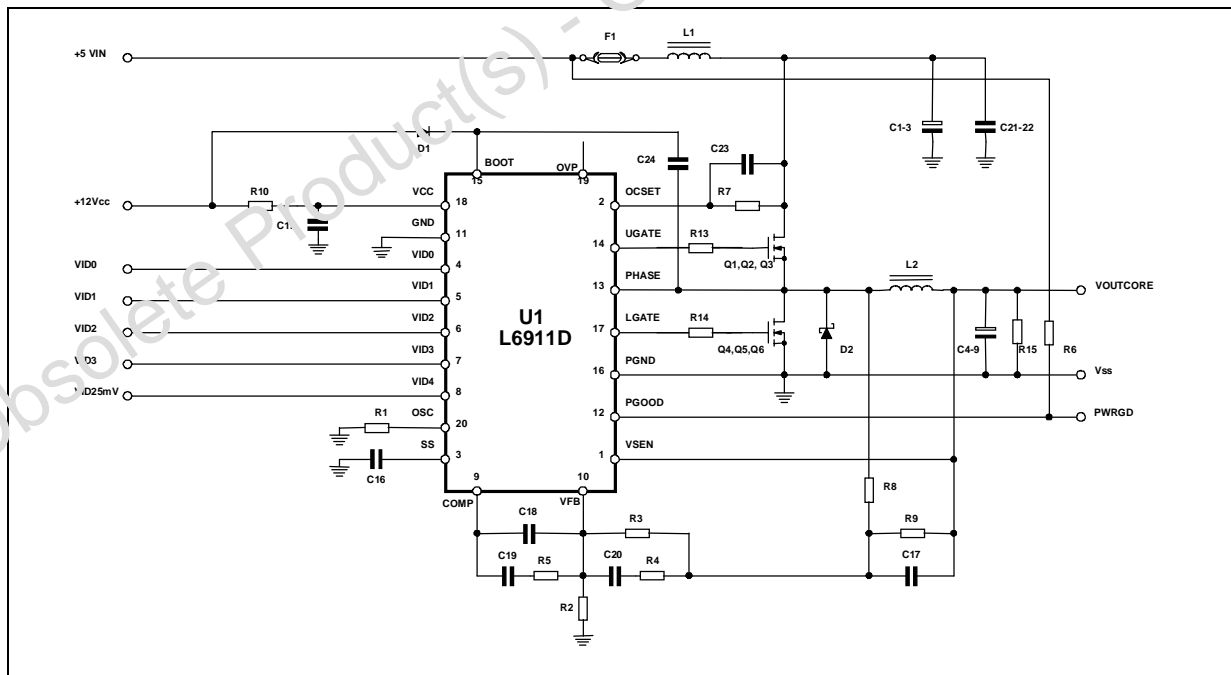 Obsolete Product(s) -
F1
L1
+5 VIN
C1-3
C21-22
D1
BOOT
15
OVP
19
C24
C23
R10
VCC
OCSET
R7
+12Vcc
18
2
GND
11
UGATE
R13
14
Q1,Q2, Q3
VID0
VID0
4
PHASE
13
L2
VOUTCORE
VID1
VID1
5
U1
L6911D
LGATE
R14
17
Q4,Q5,Q6
D2
C4-9
R15
R6
VID2
VID2
6
PGND
16
Vss
VID3
7
VID4
8
PGOOD
12
PWRGD
R1
OSC
20
VSEN
1
SS
3
C16
9
COMP
10
VFB
R8
C18
R3
R9
C19
R5
C20
R4
C17
R2